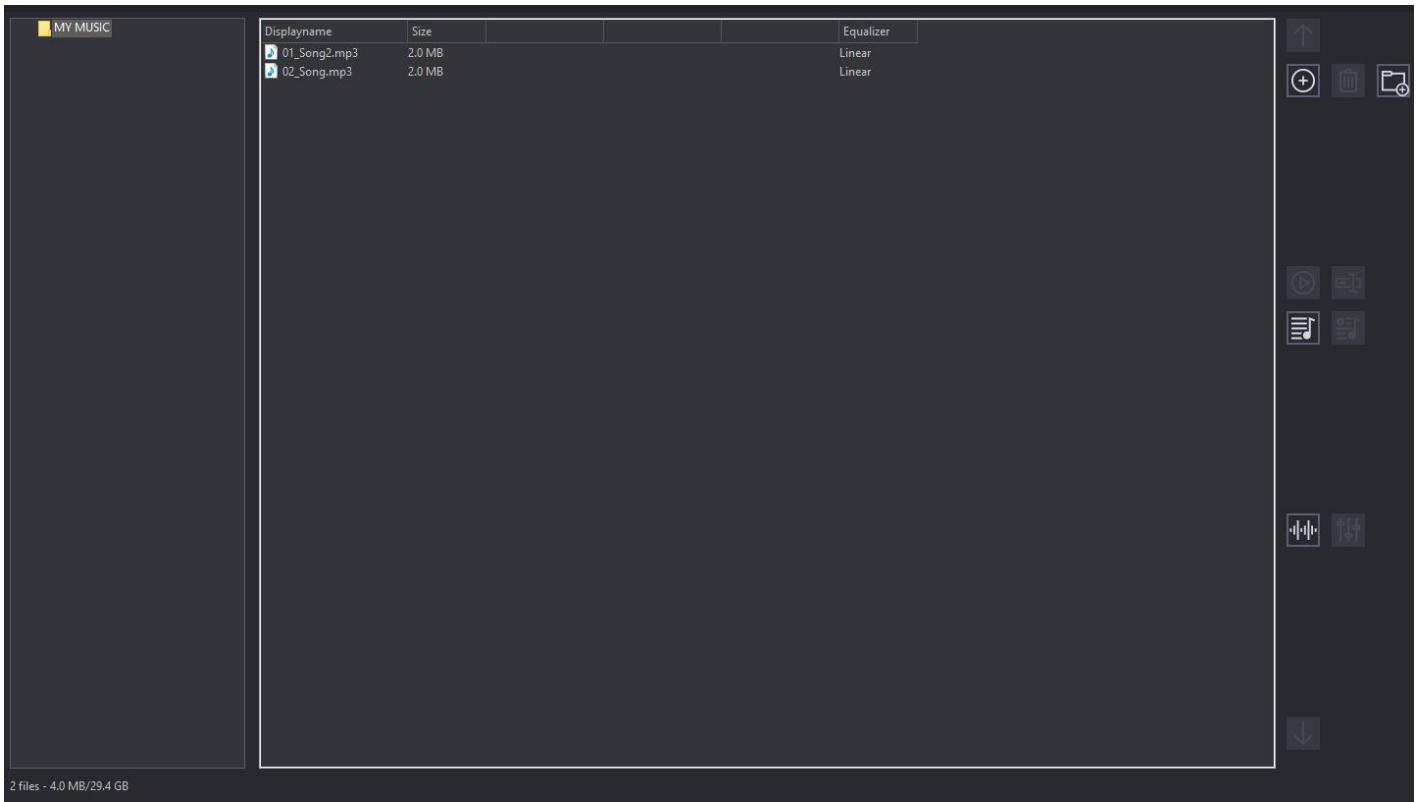 MY MUSIC
Displayname Size Equalizer
01_Song2.mp3 2.0 MB Linear
02_Song.mp3 2.0 MB Linear
2 files - 4.0 MB/29.4 GB